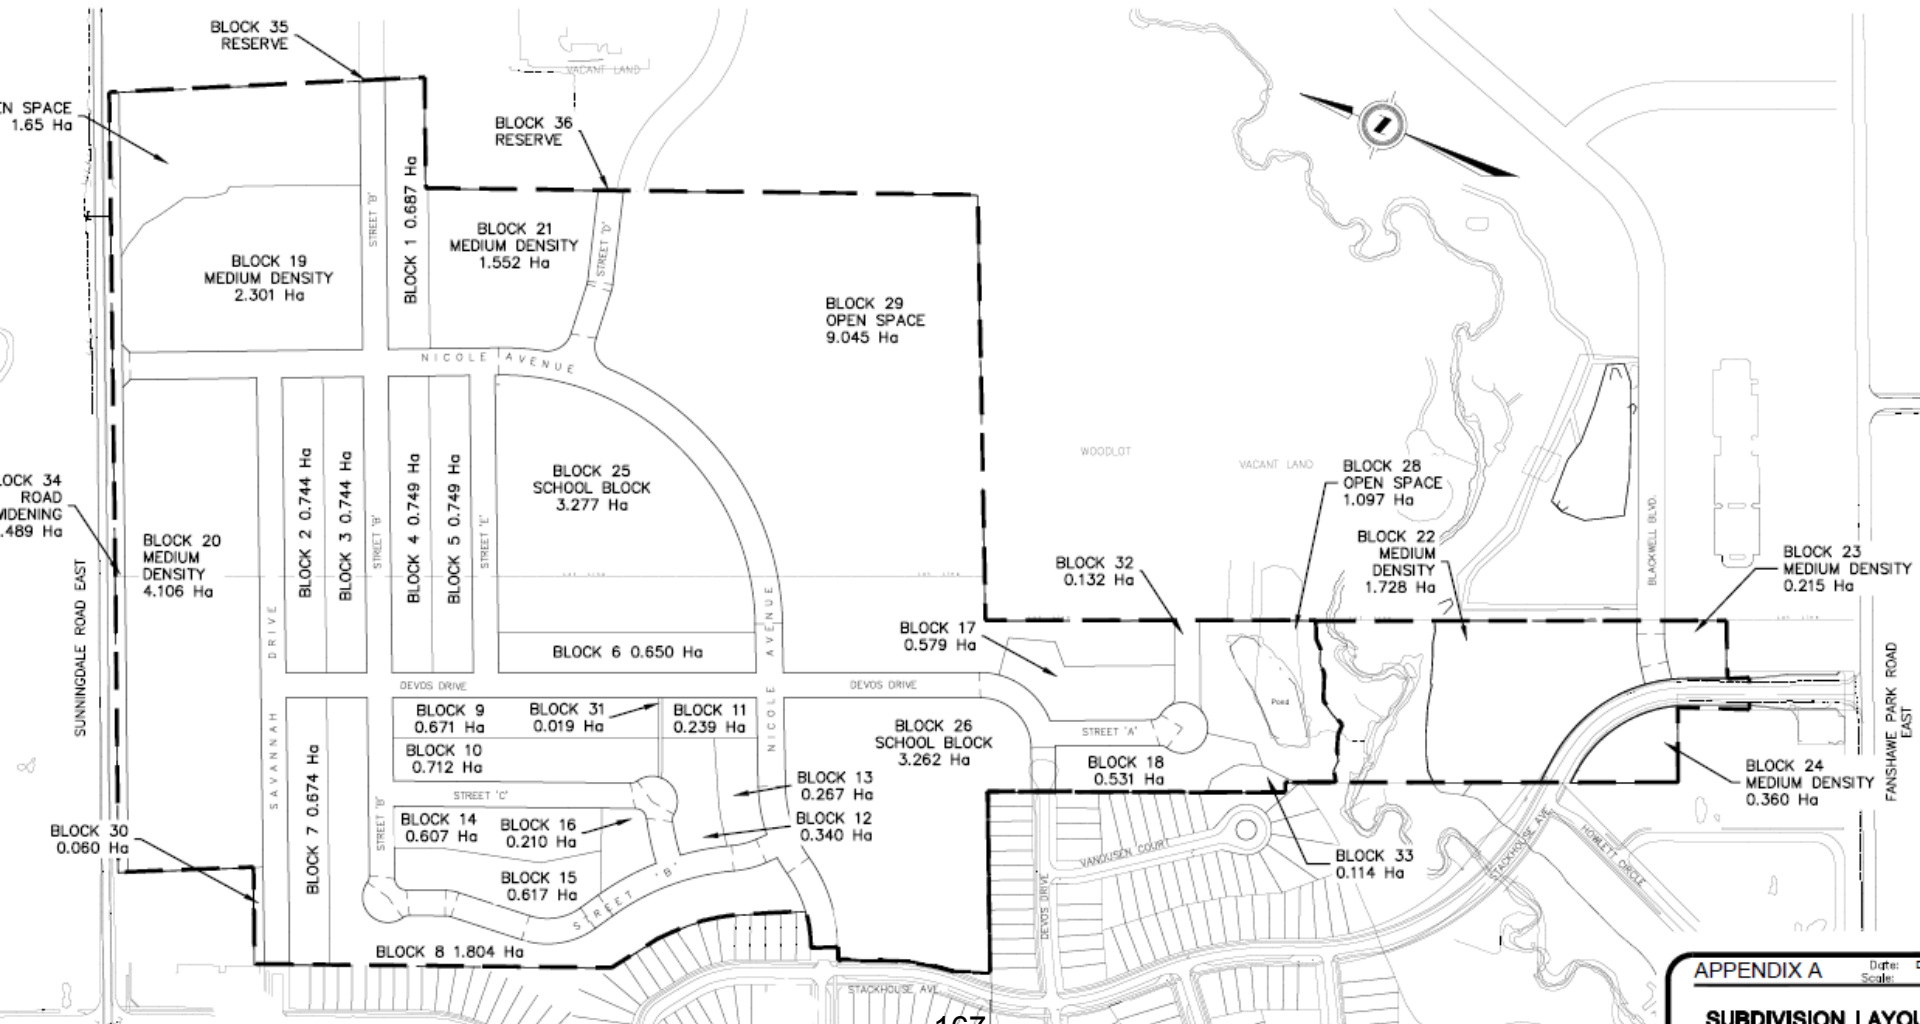 BLOCK 35
RESERVE
VACANT LAND
EN SPACE
1.65 Ha
BLOCK 36
RESERVE
STREET 'B'
BLOCK 1 0.687 Ha
BLOCK 21
MEDIUM DENSITY
1.552 Ha
STREET 'D'
BLOCK 19
MEDIUM DENSITY
2.301 Ha
BLOCK 29
OPEN SPACE
9.045 Ha
NICOLE AVENUE
BLOCK 25
SCHOOL BLOCK
3.277 Ha
WOODLOT
VACANT LAND
BLOCK 28
OPEN SPACE
1.097 Ha
LOCK 34
ROAD
WIDENING
.489 Ha
BLOCK 20
MEDIUM
DENSITY
4.106 Ha
BLOCK 2 0.744 Ha
BLOCK 3 0.744 Ha
STREET 'B'
BLOCK 4 0.749 Ha
BLOCK 5 0.749 Ha
STREET 'E'
BLOCK 22
MEDIUM
DENSITY
1.728 Ha
BLACKWELL BLVD.
BLOCK 23
MEDIUM DENSITY
0.215 Ha
BLOCK 32
0.132 Ha
SUNNINGDALE ROAD EAST
SAVANNAH DRIVE
NICOLE AVENUE
BLOCK 17
0.579 Ha
BLOCK 6 0.650 Ha
DEVOS DRIVE
DEVOS DRIVE
FANSHAWE PARK ROAD
EAST
BLOCK 9
0.671 Ha
BLOCK 31
0.019 Ha
BLOCK 11
0.239 Ha
BLOCK 26
SCHOOL BLOCK
3.262 Ha
STREET 'A'
Pond
BLOCK 10
0.712 Ha
BLOCK 18
0.531 Ha
BLOCK 24
MEDIUM DENSITY
0.360 Ha
BLOCK 7 0.674 Ha
STREET 'C'
BLOCK 13
0.267 Ha
BLOCK 30
0.060 Ha
STREET 'B'
BLOCK 14
0.607 Ha
BLOCK 16
0.210 Ha
BLOCK 12
0.340 Ha
BLOCK 15
0.617 Ha
STREET 'B'
VANDUSEN COURT
BLOCK 33
0.114 Ha
STACKHOUSE AVE.
HOWLETT CIRCLE
DEVOS DRIVE
BLOCK 8 1.804 Ha
STACKHOUSE AVE.
APPENDIX A
Date:
Scale:
SUBDIVISION LAYOU
167